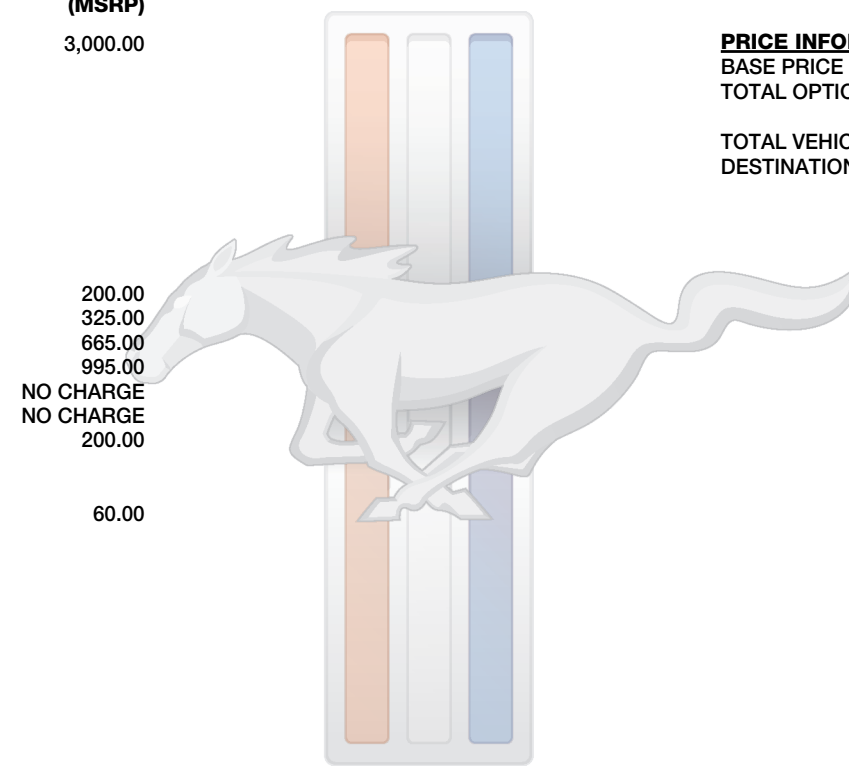 (MSRP)
3,000.00
200.00
325.00
665.00
995.00
NO CHARGE
NO CHARGE
200.00
60.00
PRICE INFO
BASE PRICE
TOTAL OPTIO
TOTAL VEHIC
DESTINATION